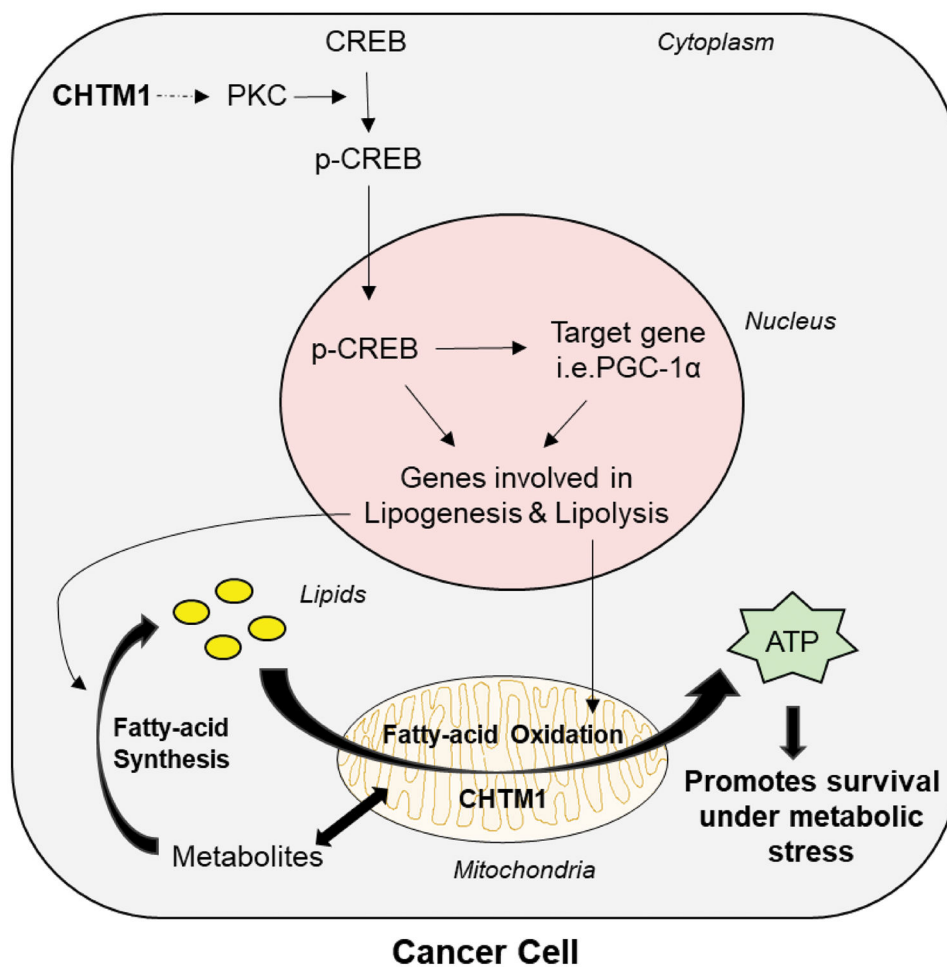 CREB
Cytoplasm
CHTM1
PKC
p-CREB
Nucleus
p-CREB
Target gene
i.e.PGC-1α
Genes involved in
Lipogenesis & Lipolysis
Lipids
ATP
Fatty-acid
Synthesis
Fatty-acid Oxidation
CHTM1
Promotes survival
under metabolic
stress
Metabolites
Mitochondria
Cancer Cell